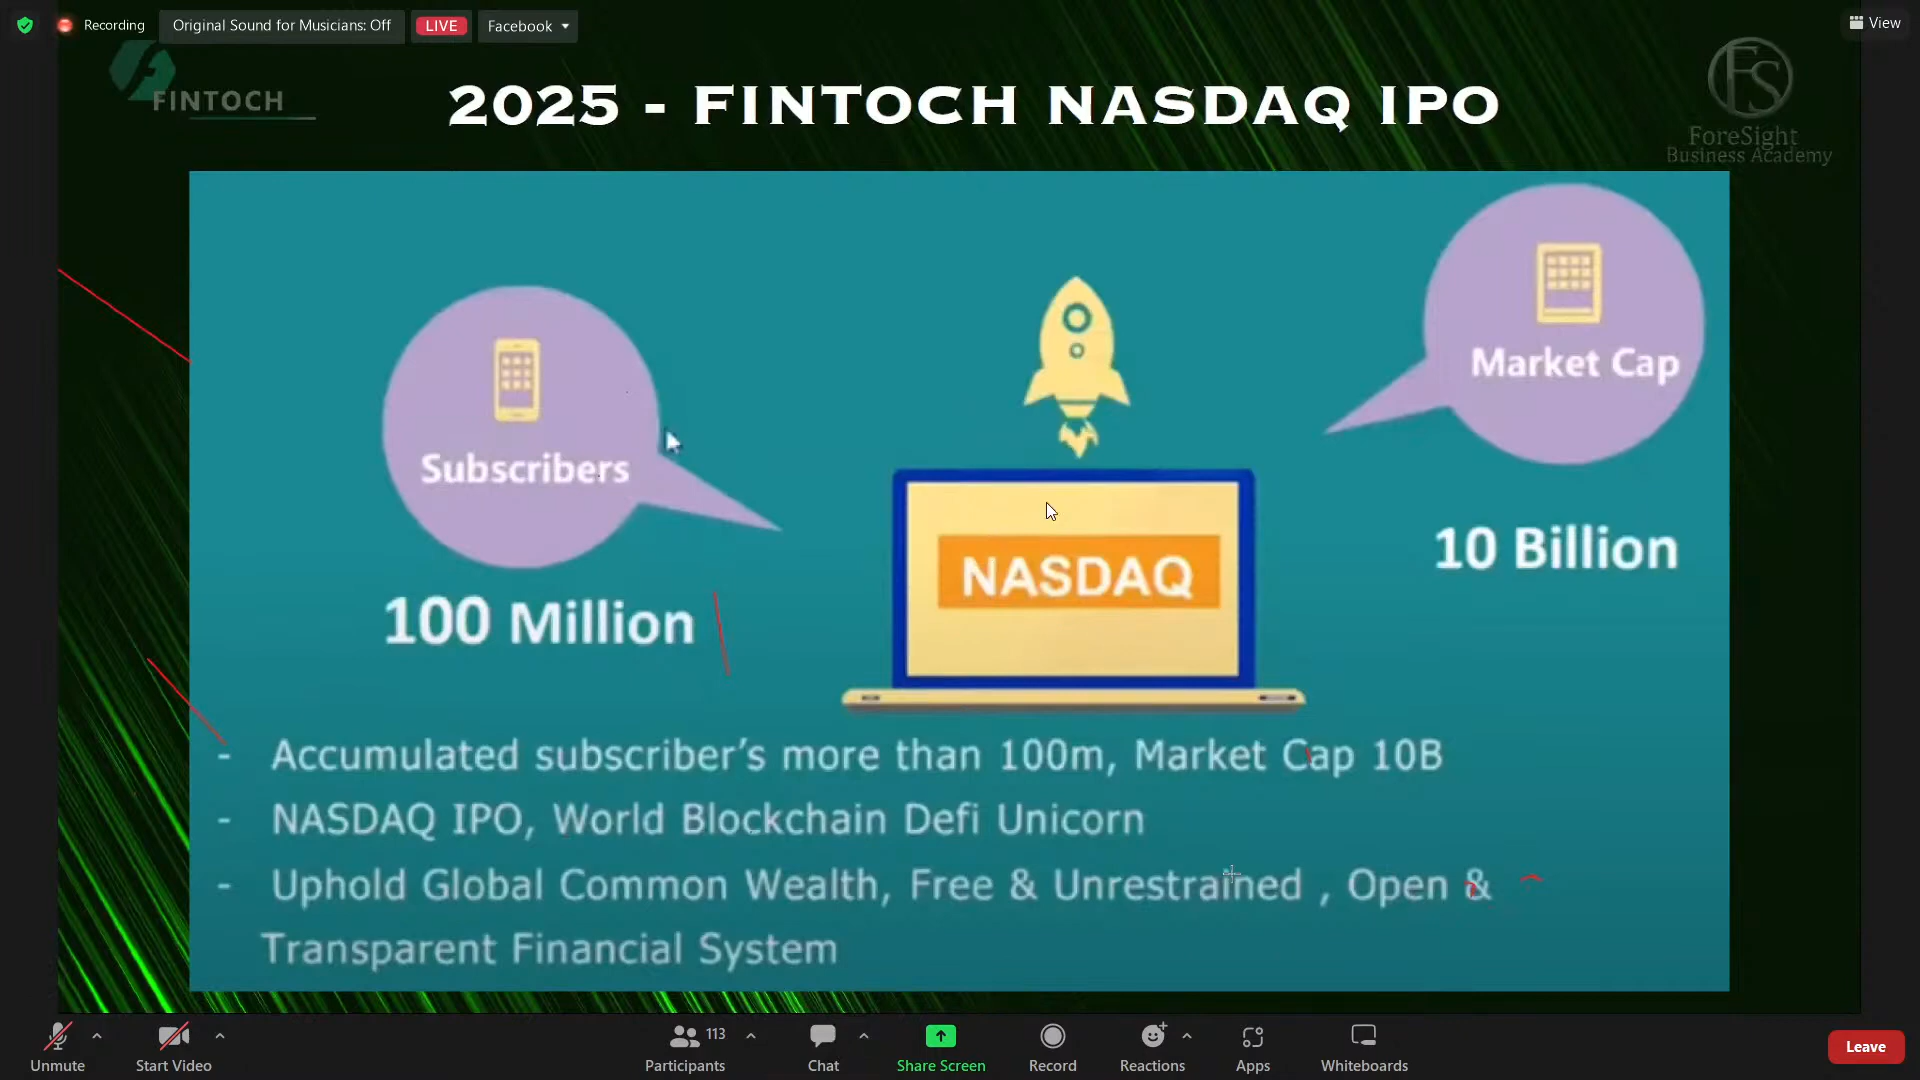 Recording
Original Sound for Musicians: Off
LIVE
Facebook
View
FINTOCH
2025 - FINTOCH NASDAQ IPO
FS
ForeSight
Business Academy
Market Cap
Subscribers
10 Billion
NASDAQ
100 Million
- Accumulated subscriber's more than 100m, Market Cap 10B
- NASDAQ IPO, World Blockchain Defi Unicorn
- Uphold Global Common Wealth, Free & Unrestrained , Open &
Transparent Financial System
Unmute
Start Video
113
Participants
Chat
Share Screen
Record
Reactions
Apps
Whiteboards
Leave